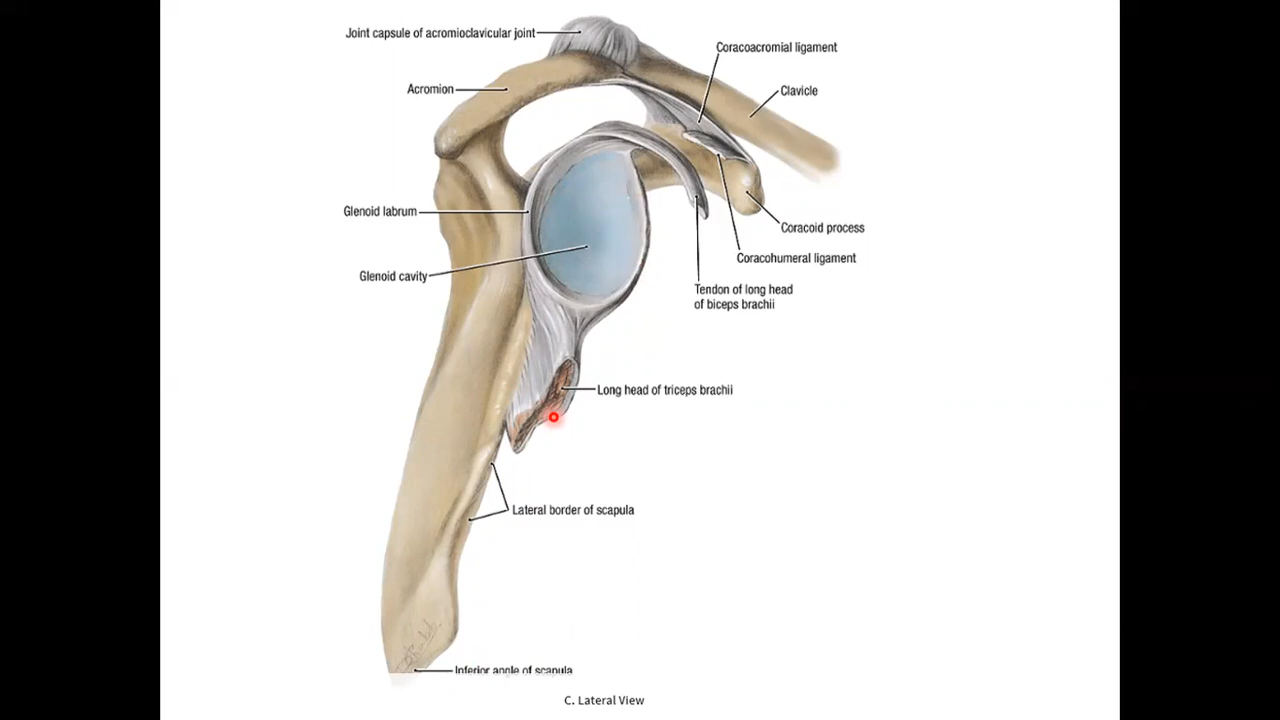 Joint capsule of acromioclavicular joint
Coracoacromial ligament
Acromion
Clavicle
Glenoid labrum
Coracoid process
Coracohumeral ligament
Glenoid cavity
Tendon of long head
of biceps brachii
Long head of triceps brachii
Lateral border of scapula
Inferior angle of scapula
C. Lateral View